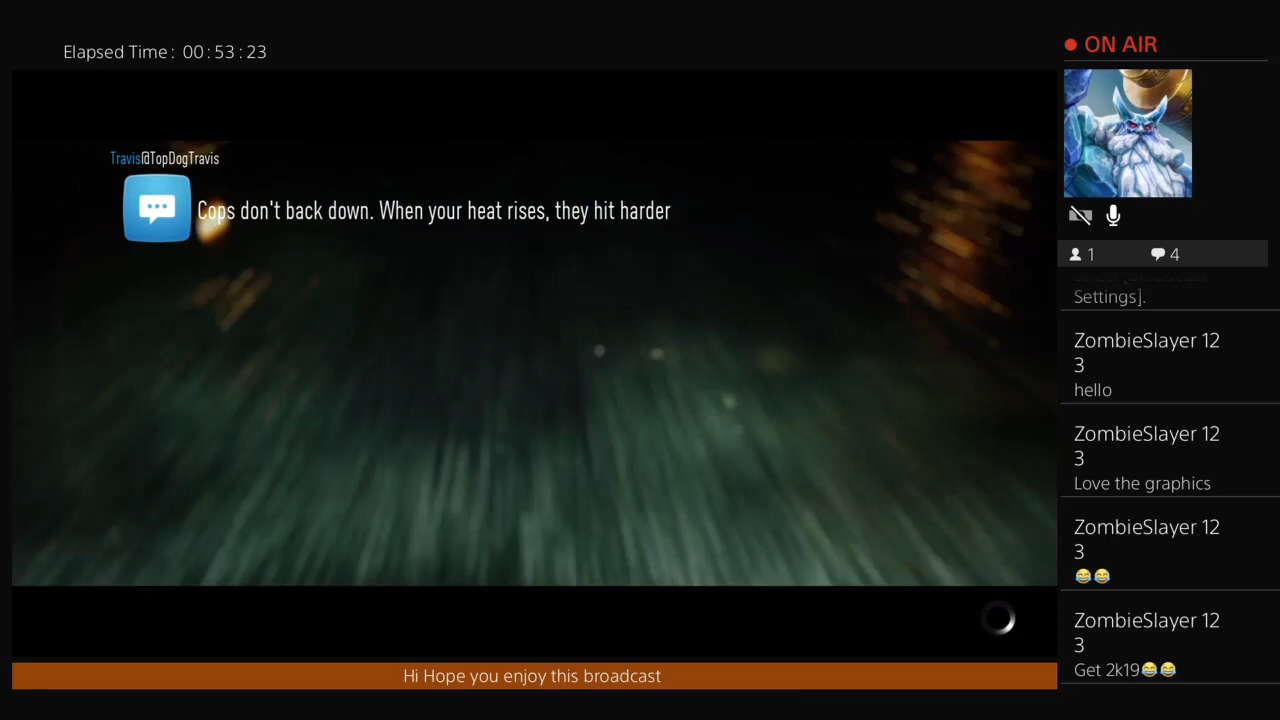 Elapsed Time: 00:53:23
ON AIR
Travis@TopDogTravis
Cops don't back down. When your heat rises, they hit harder
1 4
Settings].
ZombieSlayer 12
3
hello
ZombieSlayer 12
3
Love the graphics
ZombieSlayer 12
3
😂😂
ZombieSlayer 12
3
Get 2k19😂😂
Hi Hope you enjoy this broadcast